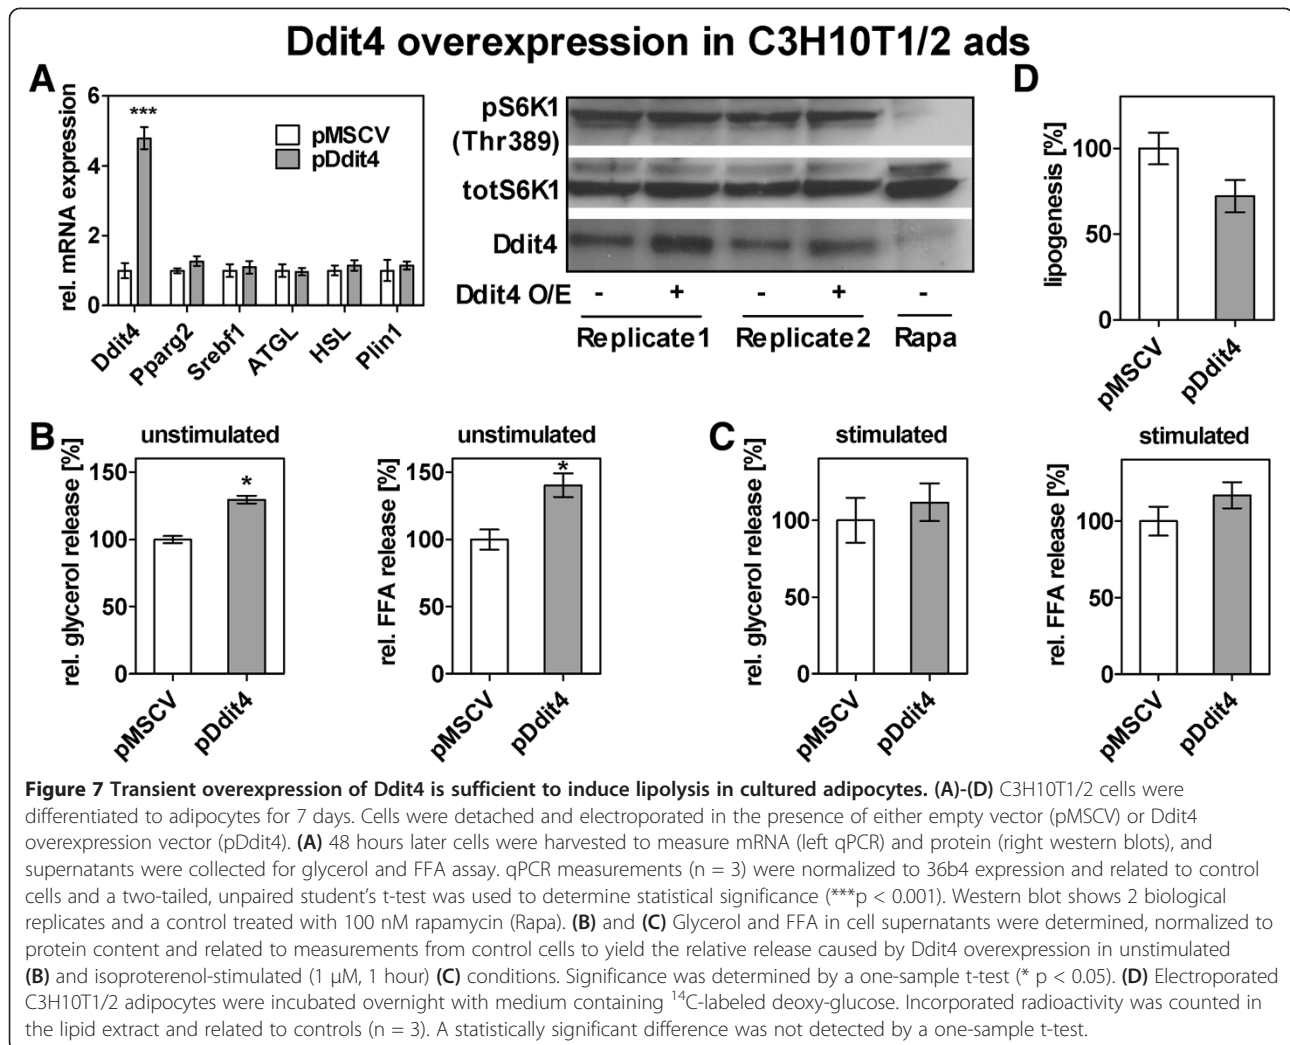 Ddit4 overexpression in C3H10T1/2 ads
A
rel. mRNA expression
6
4
2
0
***
pMSCV
pDdit4
Ddit4
Pparg2
Srebf1
ATGL
HSL
Plin1
pS6K1
(Thr389)
totS6K1
Ddit4
Ddit4 O/E - + - + -
Replicate1 Replicate2 Rapa
D
lipogenesis [%]
100
50
0
pMSCV
pDdit4
B
unstimulated
rel. glycerol release [%]
150
100
50
0
*
pMSCV
pDdit4
unstimulated
rel. FFA release [%]
150
100
50
0
*
pMSCV
pDdit4
C
stimulated
rel. glycerol release [%]
100
50
0
pMSCV
pDdit4
stimulated
rel. FFA release [%]
100
50
0
pMSCV
pDdit4
Figure 7 Transient overexpression of Ddit4 is sufficient to induce lipolysis in cultured adipocytes. (A)-(D) C3H10T1/2 cells were
differentiated to adipocytes for 7 days. Cells were detached and electroporated in the presence of either empty vector (pMSCV) or Ddit4
overexpression vector (pDdit4). (A) 48 hours later cells were harvested to measure mRNA (left qPCR) and protein (right western blots), and
supernatants were collected for glycerol and FFA assay. qPCR measurements (n = 3) were normalized to 36b4 expression and related to control
cells and a two-tailed, unpaired student's t-test was used to determine statistical significance (***p < 0.001). Western blot shows 2 biological
replicates and a control treated with 100 nM rapamycin (Rapa). (B) and (C) Glycerol and FFA in cell supernatants were determined, normalized to
protein content and related to measurements from control cells to yield the relative release caused by Ddit4 overexpression in unstimulated
(B) and isoproterenol-stimulated (1 μM, 1 hour) (C) conditions. Significance was determined by a one-sample t-test (* p < 0.05). (D) Electroporated
C3H10T1/2 adipocytes were incubated overnight with medium containing ¹⁴C-labeled deoxy-glucose. Incorporated radioactivity was counted in
the lipid extract and related to controls (n = 3). A statistically significant difference was not detected by a one-sample t-test.